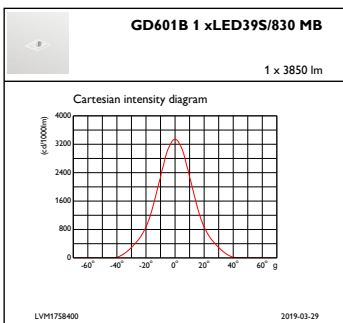 GD601B 1 xLED39S/830 MB
1 x 3850 lm
Cartesian intensity diagram
(cd/1000lm)
4000
3200
2400
1600
800
0
-60° -40° -20° 0° 20° 40° 60° g
LVM1758400 2019-03-29